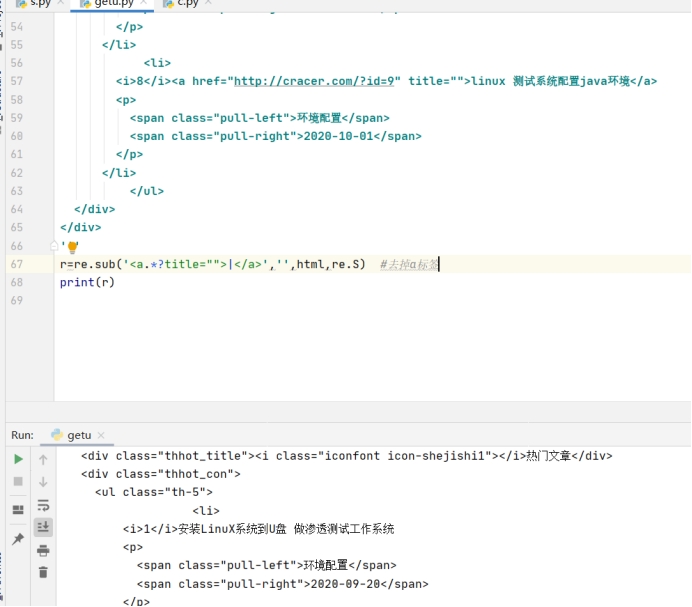 s.py
getu.py
c.py
54
55
56
57
58
59
60
61
62
63
64
65
66
67
68
69
</p>
</li>
<li>
<i>8</i><a href="http://cracer.com/?id=9" title="">linux 测试系统配置java环境</a>
<p>
<span class="pull-left">环境配置</span>
<span class="pull-right">2020-10-01</span>
</p>
</li>
</ul>
</div>
</div>
r=re.sub('<a.*?title="">|</a>','',html,re.S) #去掉a标签
print(r)
Run:
getu
<div class="thhot_title"><i class="iconfont icon-shejishi1"></i>热门文章</div>
<div class="thhot_con">
<ul class="th-5">
<li>
<i>1</i>安装LinuX系统到U盘 做渗透测试工作系统
<p>
<span class="pull-left">环境配置</span>
<span class="pull-right">2020-09-20</span>
</p>